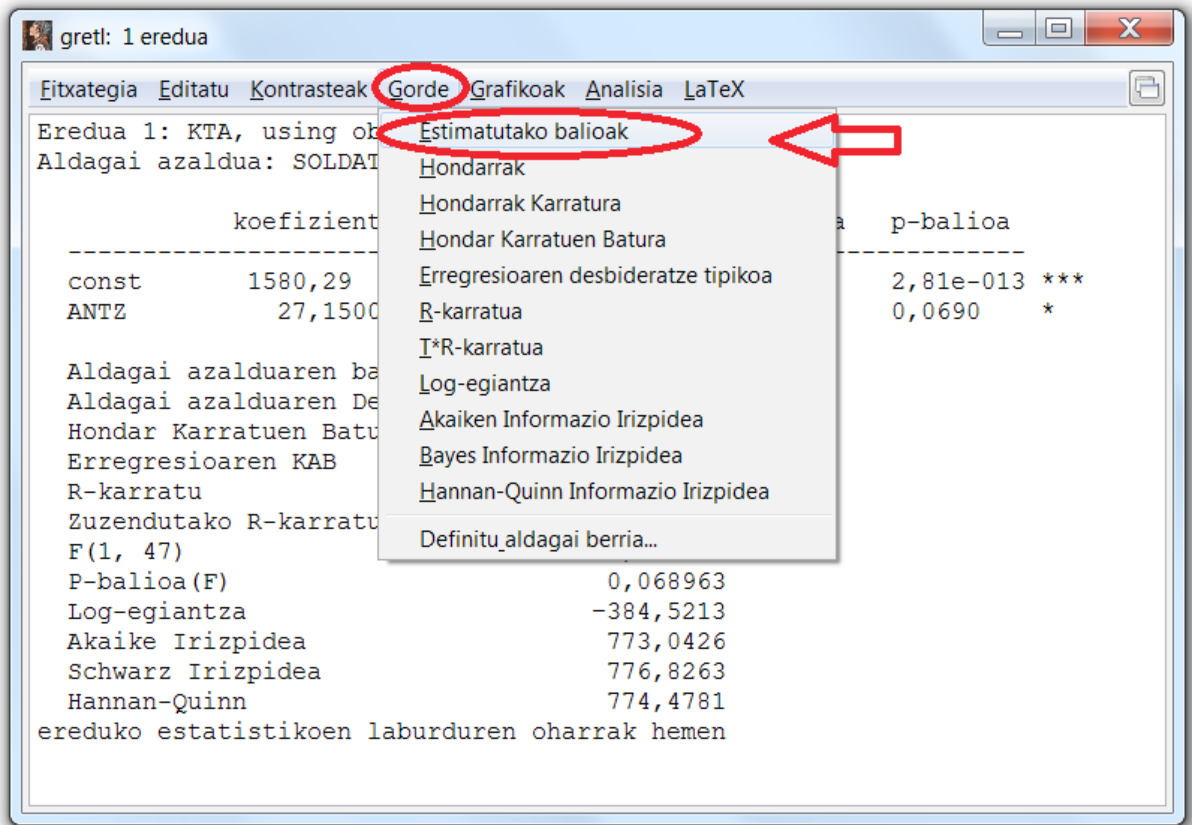 gretl: 1 eredua
Fitxategia Editatu Kontrasteak Gorde Grafikoak Analisia LaTeX
Eredua 1: KTA, using ob
Aldagai azaldua: SOLDAT
Estimatutako balioak
Hondarrak
Hondarrak Karratura
Hondar Karratuen Batura
Erregresioaren desbideratze tipikoa
R-karratua
T*R-karratua
Log-egiantza
Akaiken Informazio Irizpidea
Bayes Informazio Irizpidea
Hannan-Quinn Informazio Irizpidea
Definitu aldagai berria...
koefizient a p-balioa
const 1580,29 2,81e-013 ***
ANTZ 27,1500 0,0690 *
Aldagai azalduaren ba
Aldagai azalduaren De
Hondar Karratuen Batu
Erregresioaren KAB
R-karratu
Zuzendutako R-karratu
F(1, 47)
P-balioa(F) 0,068963
Log-egiantza -384,5213
Akaike Irizpidea 773,0426
Schwarz Irizpidea 776,8263
Hannan-Quinn 774,4781
ereduko estatistikoen laburduren oharrak hemen